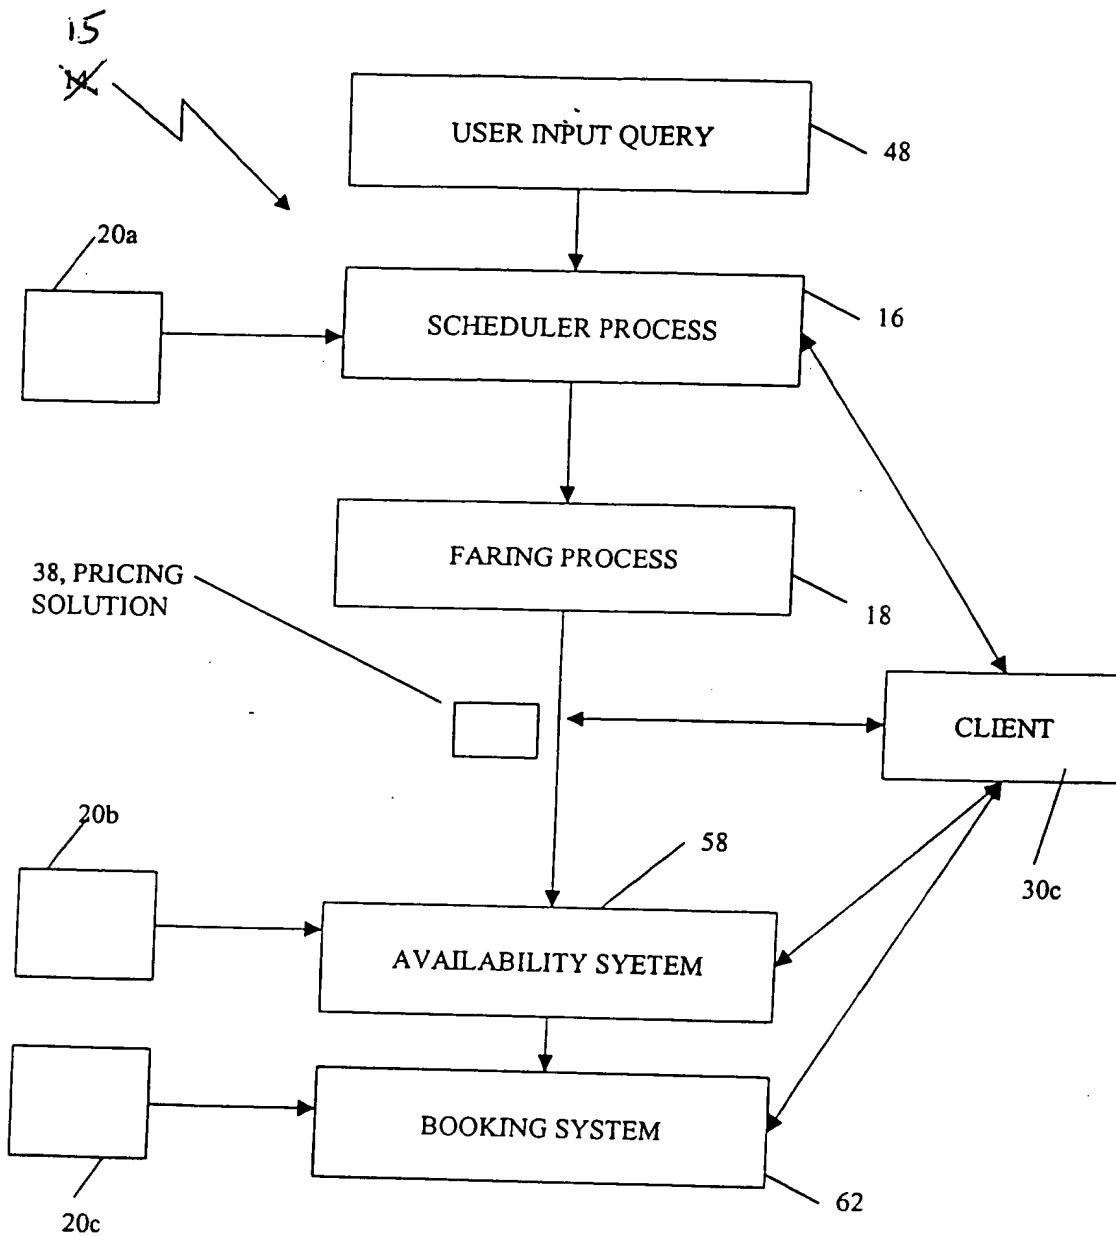 15
14
USER INPUT QUERY
48
20a
SCHEDULER PROCESS
16
FARING PROCESS
18
38, PRICING
SOLUTION
CLIENT
30c
20b
58
AVAILABILITY SYETEM
BOOKING SYSTEM
62
20c